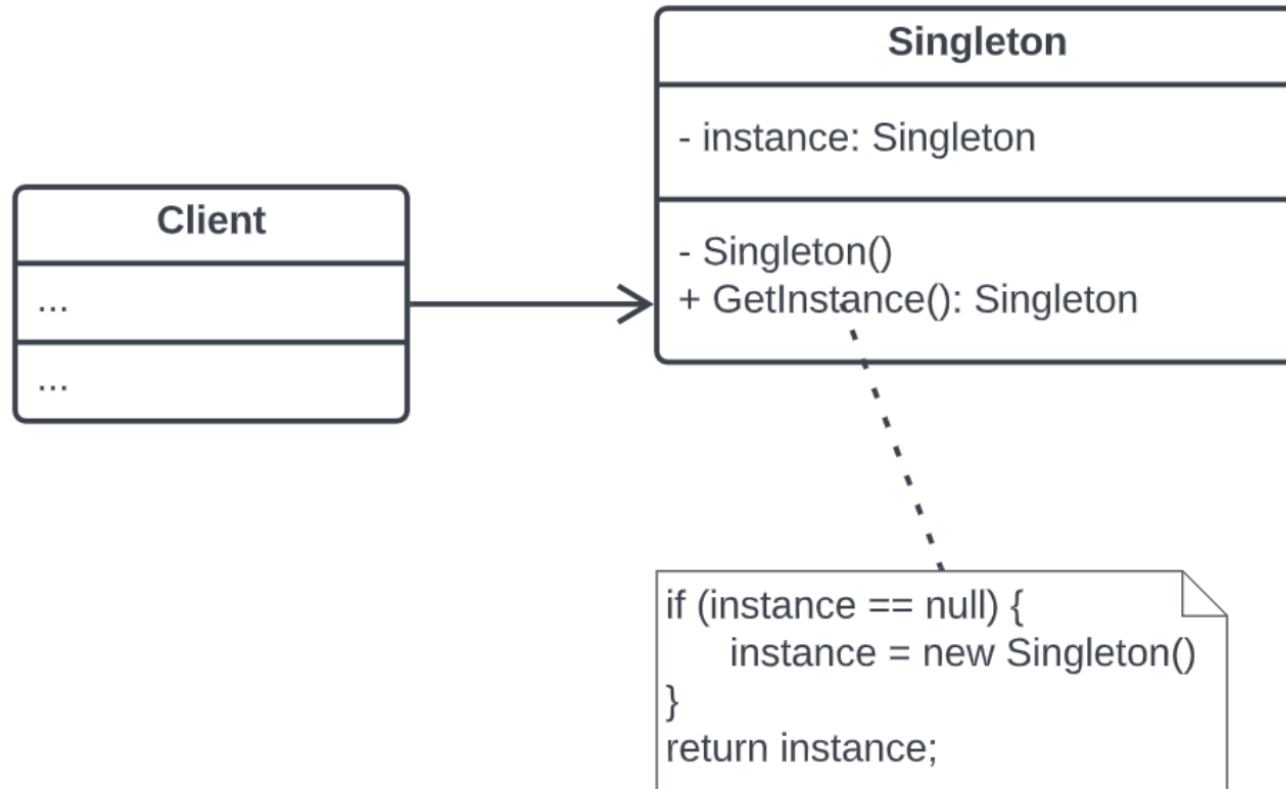 Singleton
- instance: Singleton
- Singleton()
+ GetInstance(): Singleton
Client
...
...
if (instance == null) {
instance = new Singleton()
}
return instance;